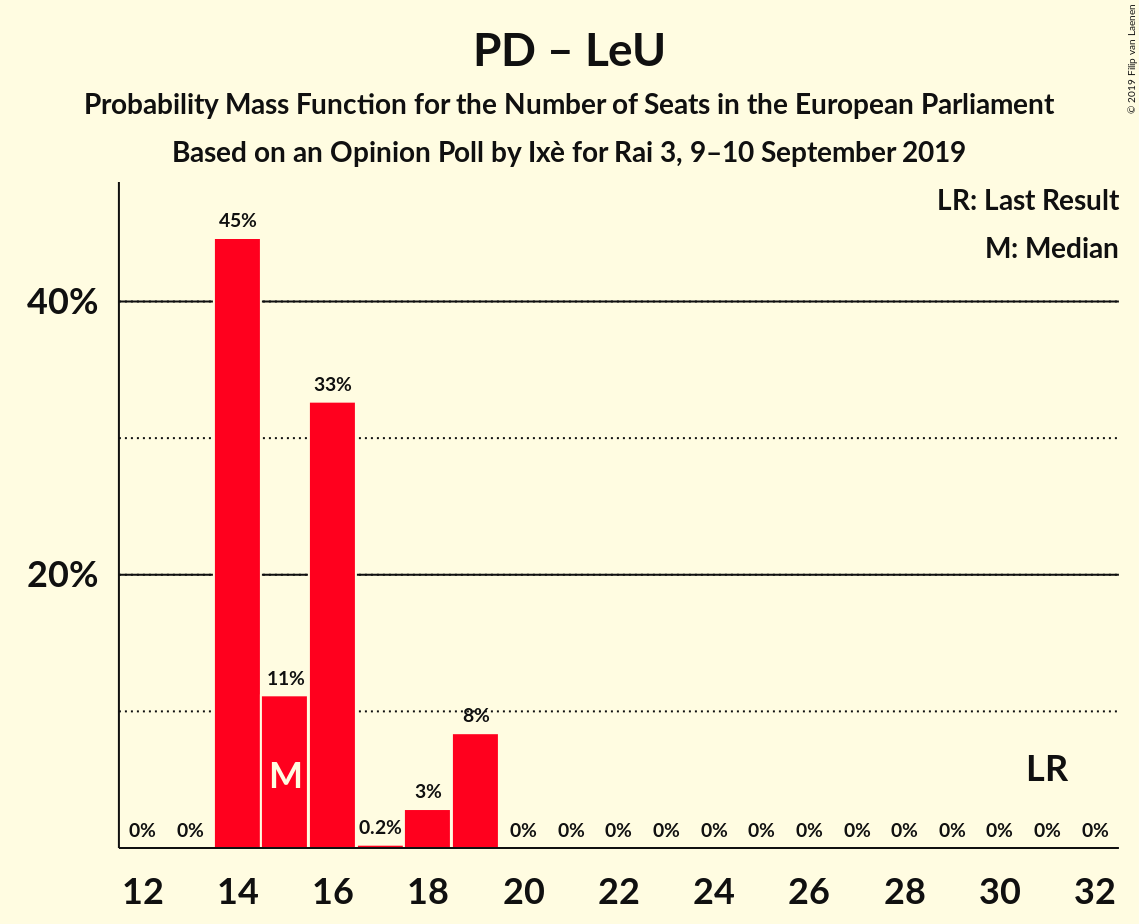 PD – LeU
Probability Mass Function for the Number of Seats in the European Parliament
Based on an Opinion Poll by Ixè for Rai 3, 9–10 September 2019
© 2019 Filip van Laenen
LR: Last Result
M: Median
45%
40%
33%
20%
11%
8%
M
LR
3%
0% 0% 0.2% 0% 0% 0% 0% 0% 0% 0% 0% 0% 0% 0% 0% 0%
12 14 16 18 20 22 24 26 28 30 32